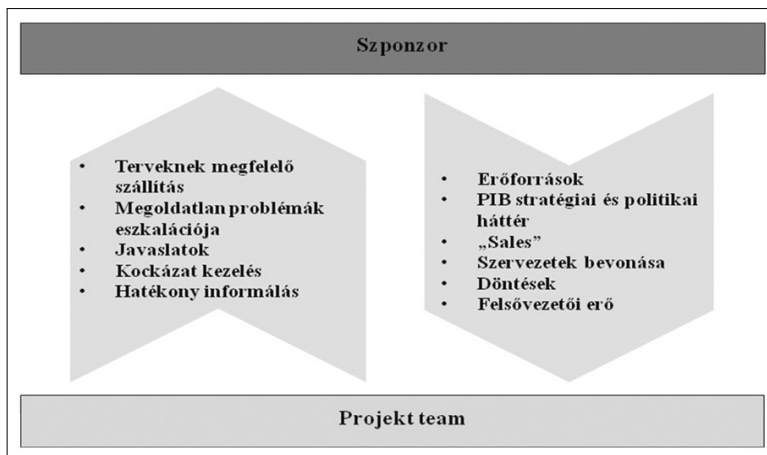 Szponzor
• Terveknek megfelelő
szállítás
• Megoldatlan problémák
eszkalációja
• Javaslatok
• Kockázat kezelés
• Hatékony informálás
• Erőforrások
• PIB stratégiai és politikai
háttér
• „Sales”
• Szervezetek bevonása
• Döntések
• Felsővezetői erő
Projekt team